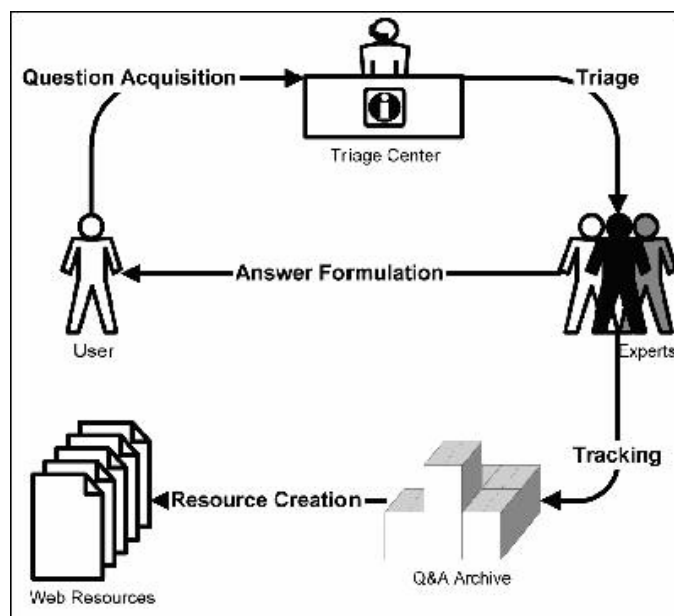 Question Acquisition
Triage
i
Triage Center
Answer Formulation
User
Experts
Tracking
Resource Creation
Q&A Archive
Web Resources